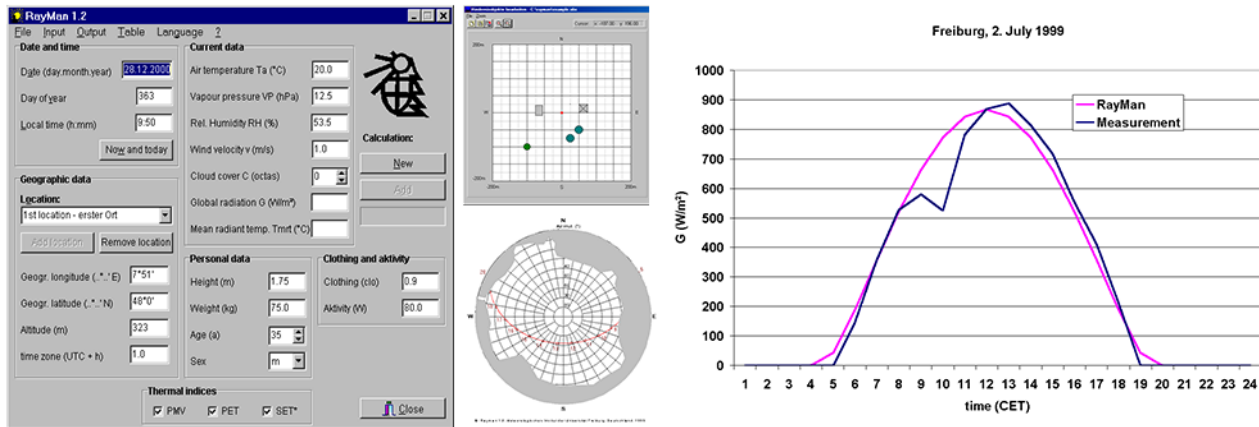 RayMan 1.2
File Input Output Table Language ?
Date and time
Date (day.month.year) 28.12.2000
Day of year 363
Local time (h:mm) 9:50
Now and today
Geographic data
Location:
1st location - erster Ort
Add location Remove location
Geogr. longitude (..°..' E) 7°51'
Geogr. latitude (..°..' N) 48°0'
Altitude (m) 323
time zone (UTC + h) 1.0
Current data
Air temperature Ta (°C) 20.0
Vapour pressure VP (hPa) 12.5
Rel. Humidity RH (%) 53.5
Wind velocity v (m/s) 1.0
Cloud cover C (octas) 0
Global radiation G (W/m²)
Mean radiant temp. Tmrt (°C)
Calculation:
New
Add
Personal data
Height (m) 1.75
Weight (kg) 75.0
Age (a) 35
Sex m
Clothing and aktivity
Clothing (clo) 0.9
Aktivity (W) 80.0
Thermal indices
PMV PET SET*
Close
200m
N
W E
-200m S 200m
N
W E
S
Freiburg, 2. July 1999
G (W/m²)
1000
900
800
700
600
500
400
300
200
100
0
RayMan
Measurement
1 2 3 4 5 6 7 8 9 10 11 12 13 14 15 16 17 18 19 20 21 22 23 24
time (CET)